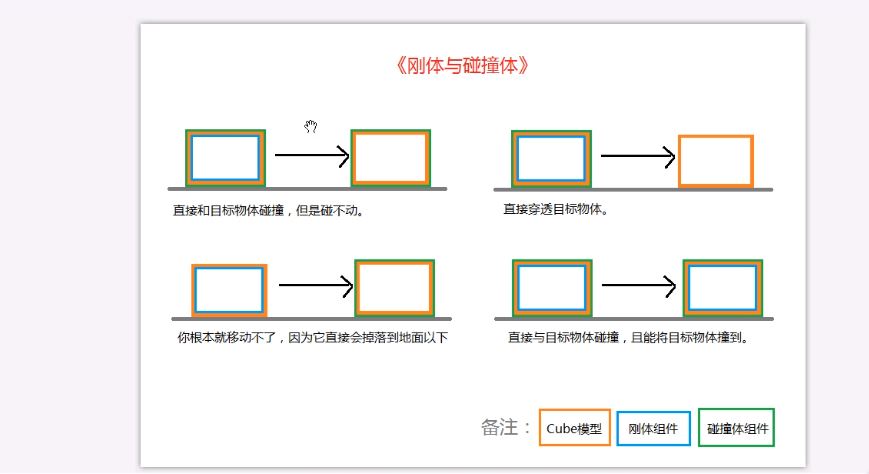 《刚体与碰撞体》
直接和目标物体碰撞，但是碰不动。
直接穿透目标物体。
你根本就移动不了，因为它直接会掉落到地面以下
直接与目标物体碰撞，且能将目标物体撞到。
备注： Cube模型 刚体组件 碰撞体组件